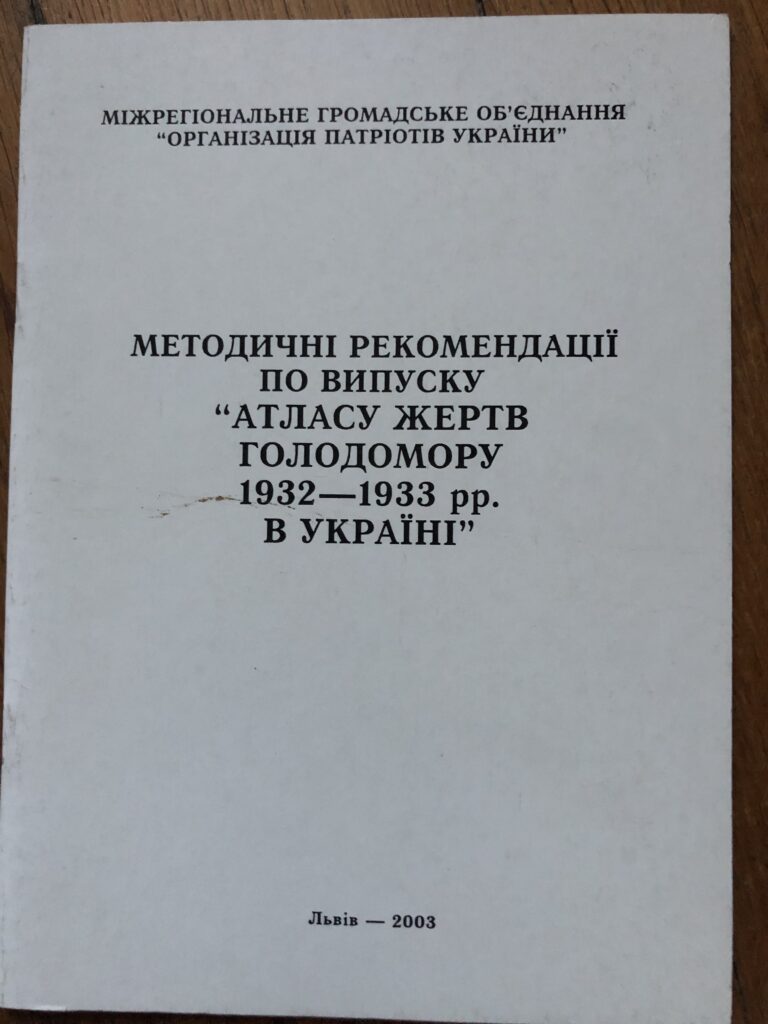 МІЖРЕГІОНАЛЬНЕ ГРОМАДСЬКЕ ОБ’ЄДНАННЯ
“ОРГАНІЗАЦІЯ ПАТРІОТІВ УКРАЇНИ”
МЕТОДИЧНІ РЕКОМЕНДАЦІЇ
ПО ВИПУСКУ
“АТЛАСУ ЖЕРТВ
ГОЛОДОМОРУ
1932—1933 рр.
В УКРАЇНІ”
Львів — 2003